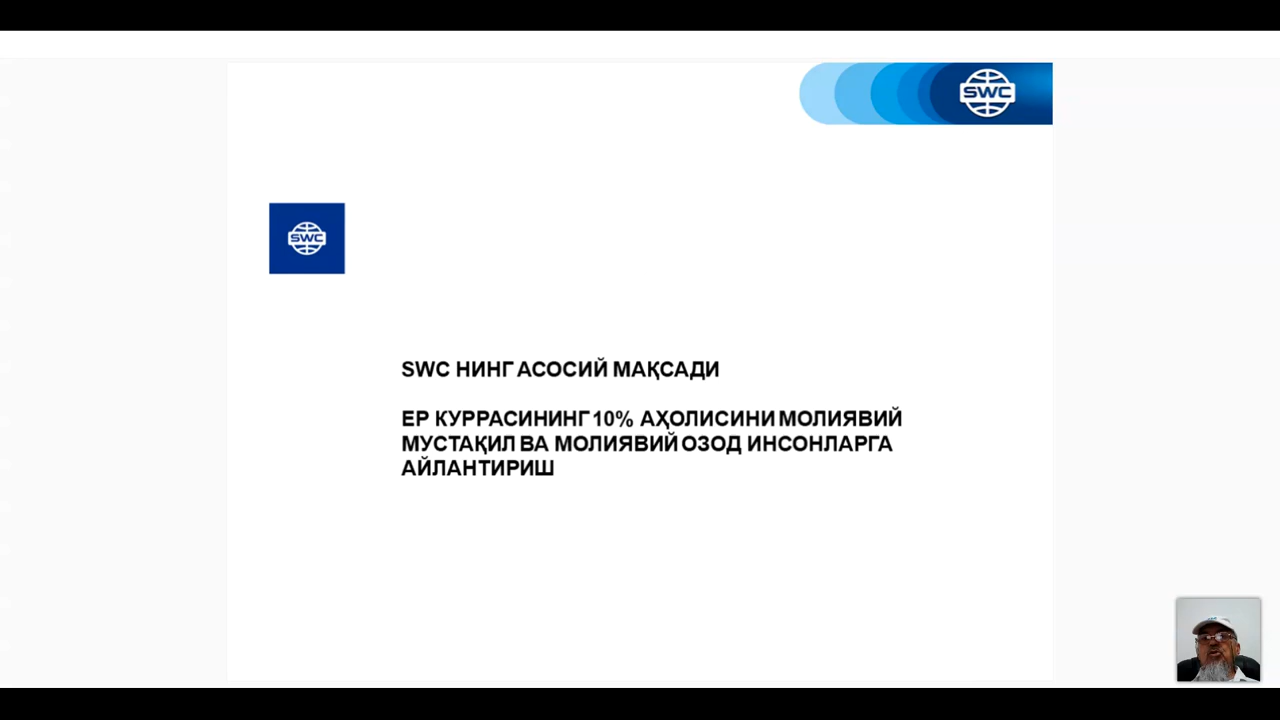 SWC
SWC
SWC НИНГ АСОСИЙ МАҚСАДИ
ЕР КУРРАСИНИНГ 10% АҲОЛИСИНИ МОЛИЯВИЙ
МУСТАҚИЛ ВА МОЛИЯВИЙ ОЗОД ИНСОНЛАРГА
АЙЛАНТИРИШ